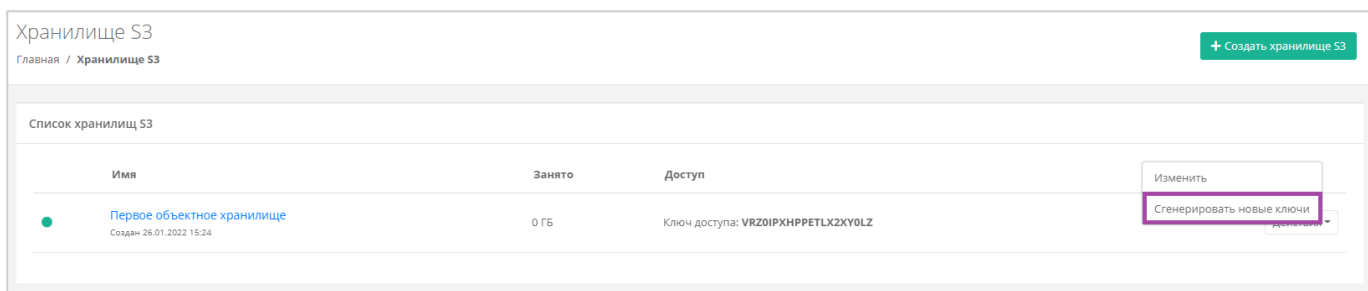 Хранилище S3
+ Создать хранилище S3
Главная / Хранилище S3
Список хранилищ S3
Имя
Занято
Доступ
Изменить
Сгенерировать новые ключи
Первое объектное хранилище
0 ГБ
Ключ доступа: VRZ0IPXHPPETLX2XY0LZ
Действия
Создан 26.01.2022 15:24